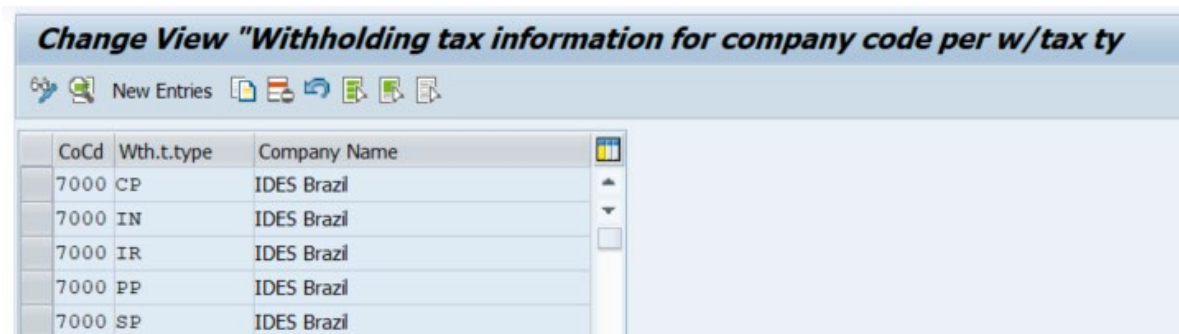 Change View "Withholding tax information for company code per w/tax ty
New Entries
CoCd Wth.t.type Company Name
7000 CP IDES Brazil
7000 IN IDES Brazil
7000 IR IDES Brazil
7000 PP IDES Brazil
7000 SP IDES Brazil